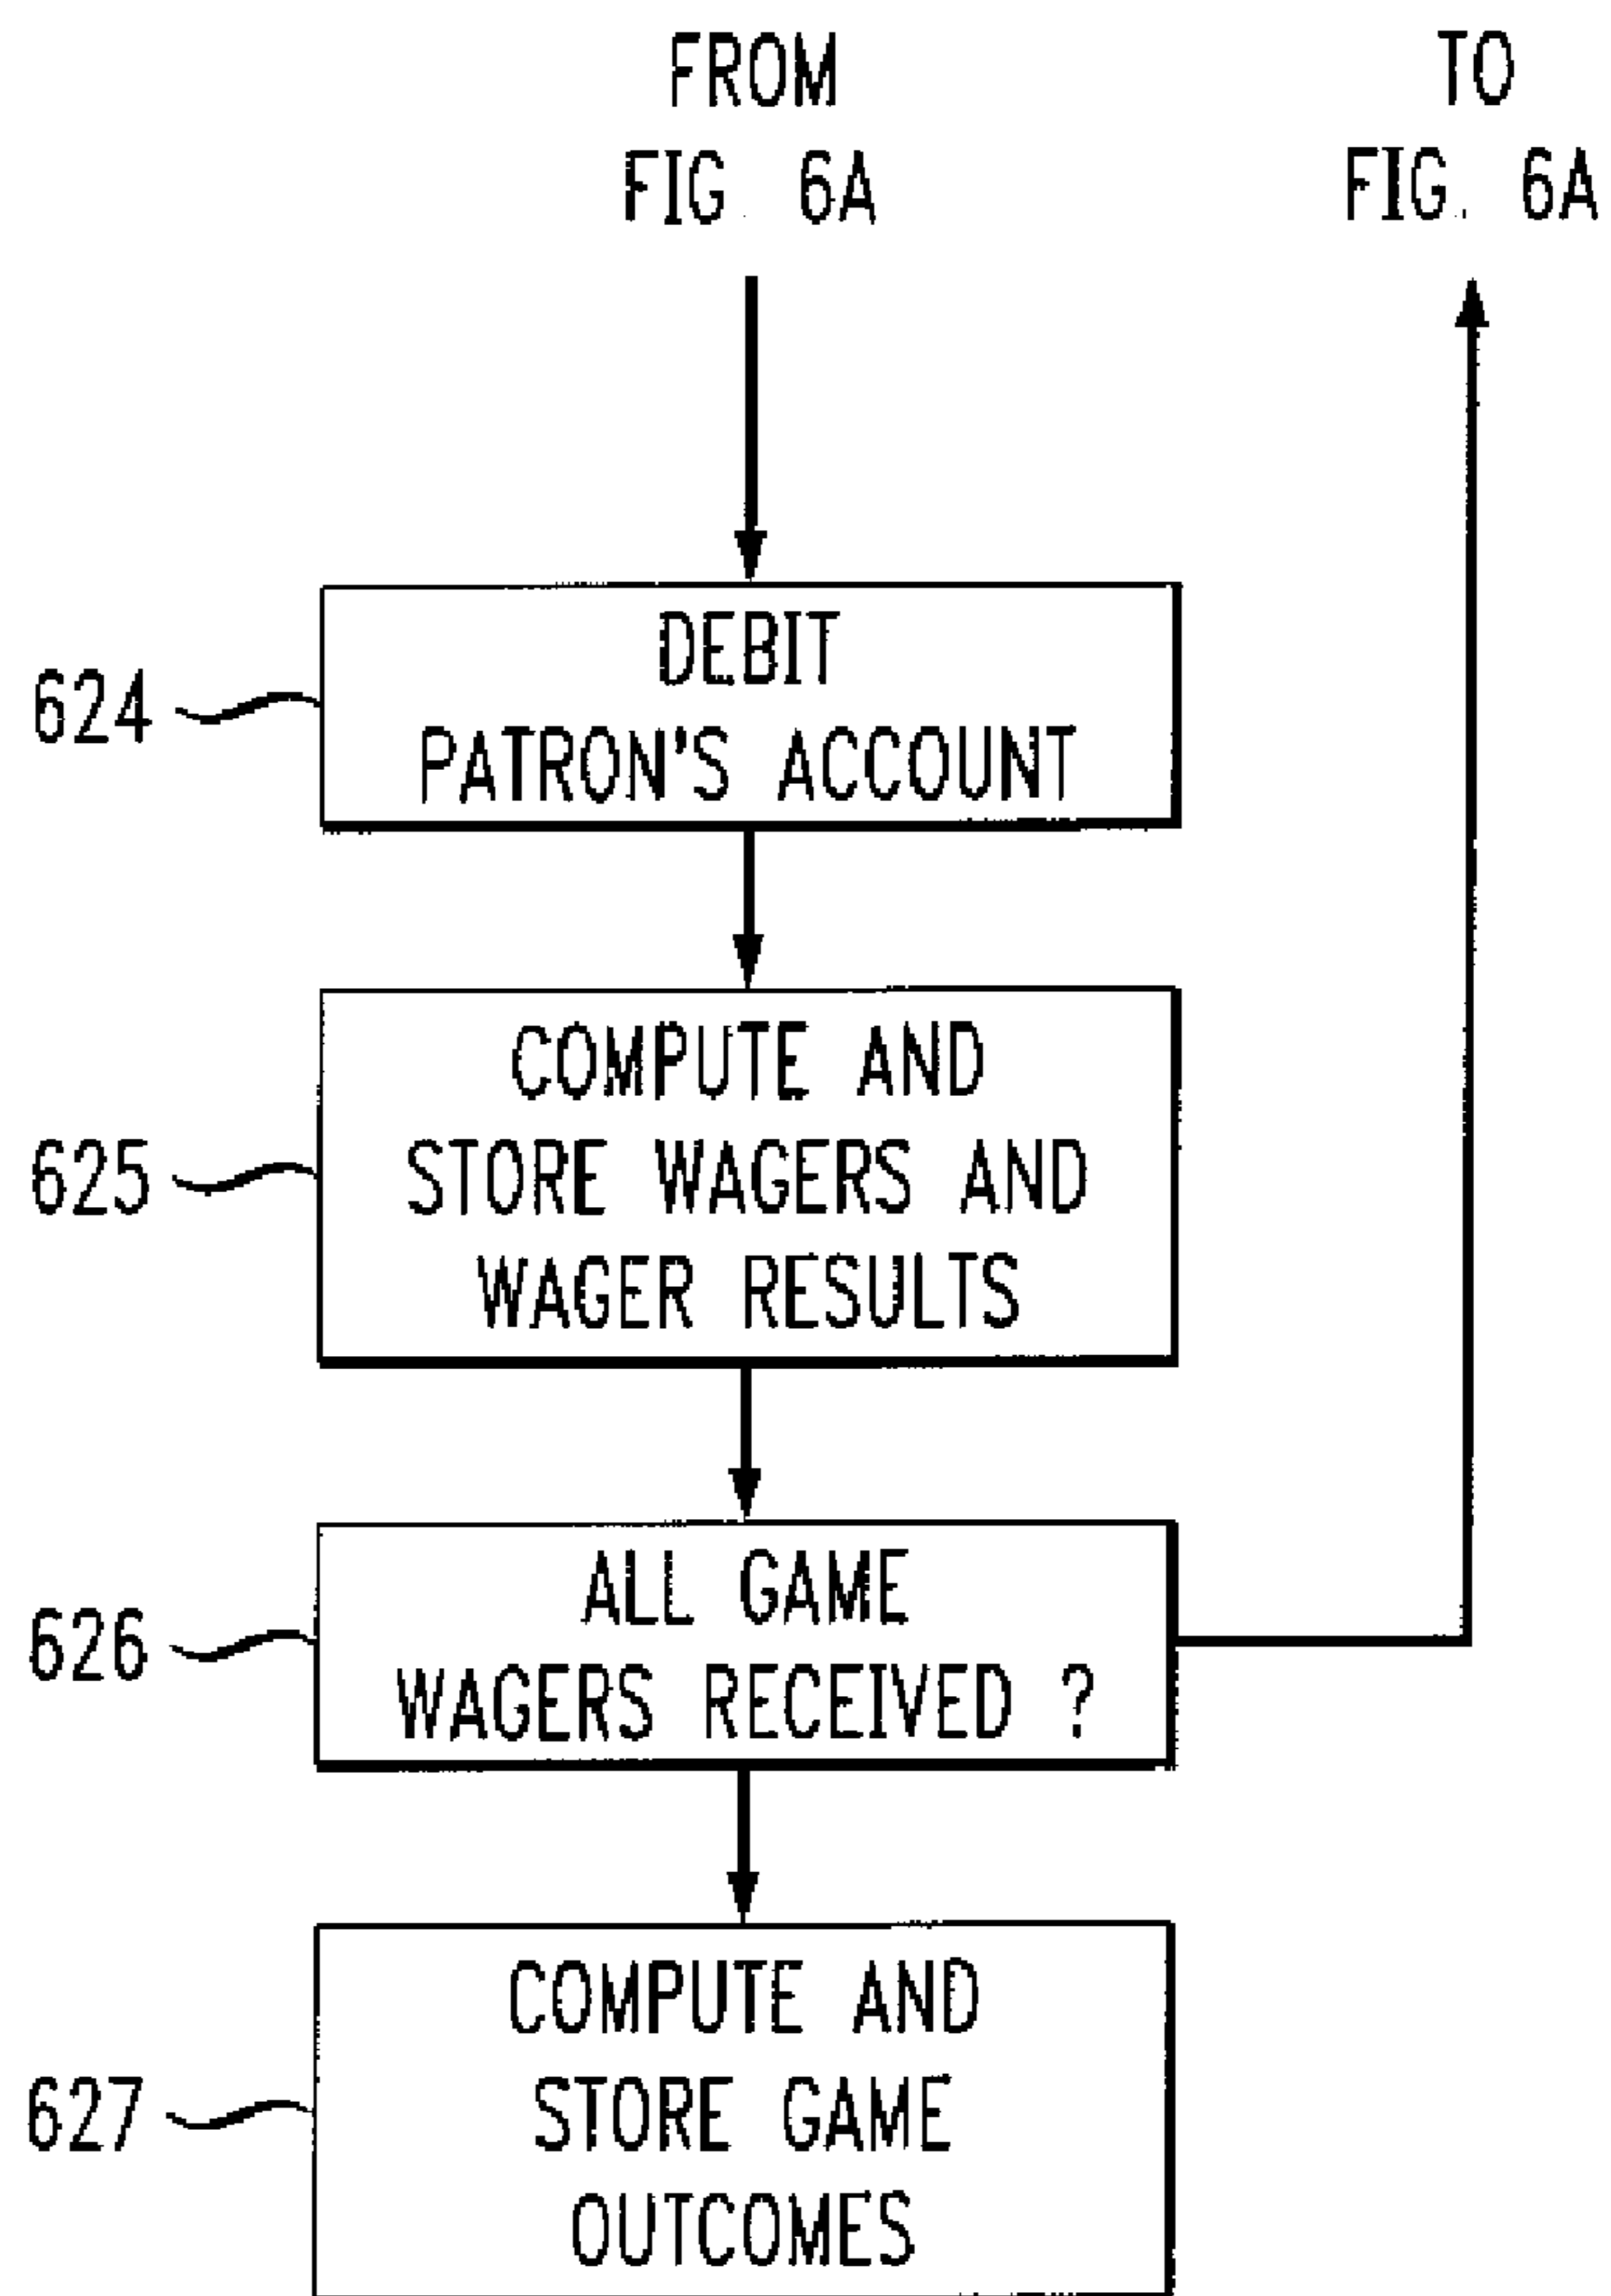 FROM
FIG. 6A
TO
FIG. 6A
624
DEBIT
PATRON'S ACCOUNT
625
COMPUTE AND
STORE WAGERS AND
WAGER RESULTS
626
ALL GAME
WAGERS RECEIVED ?
627
COMPUTE AND
STORE GAME
OUTCOMES